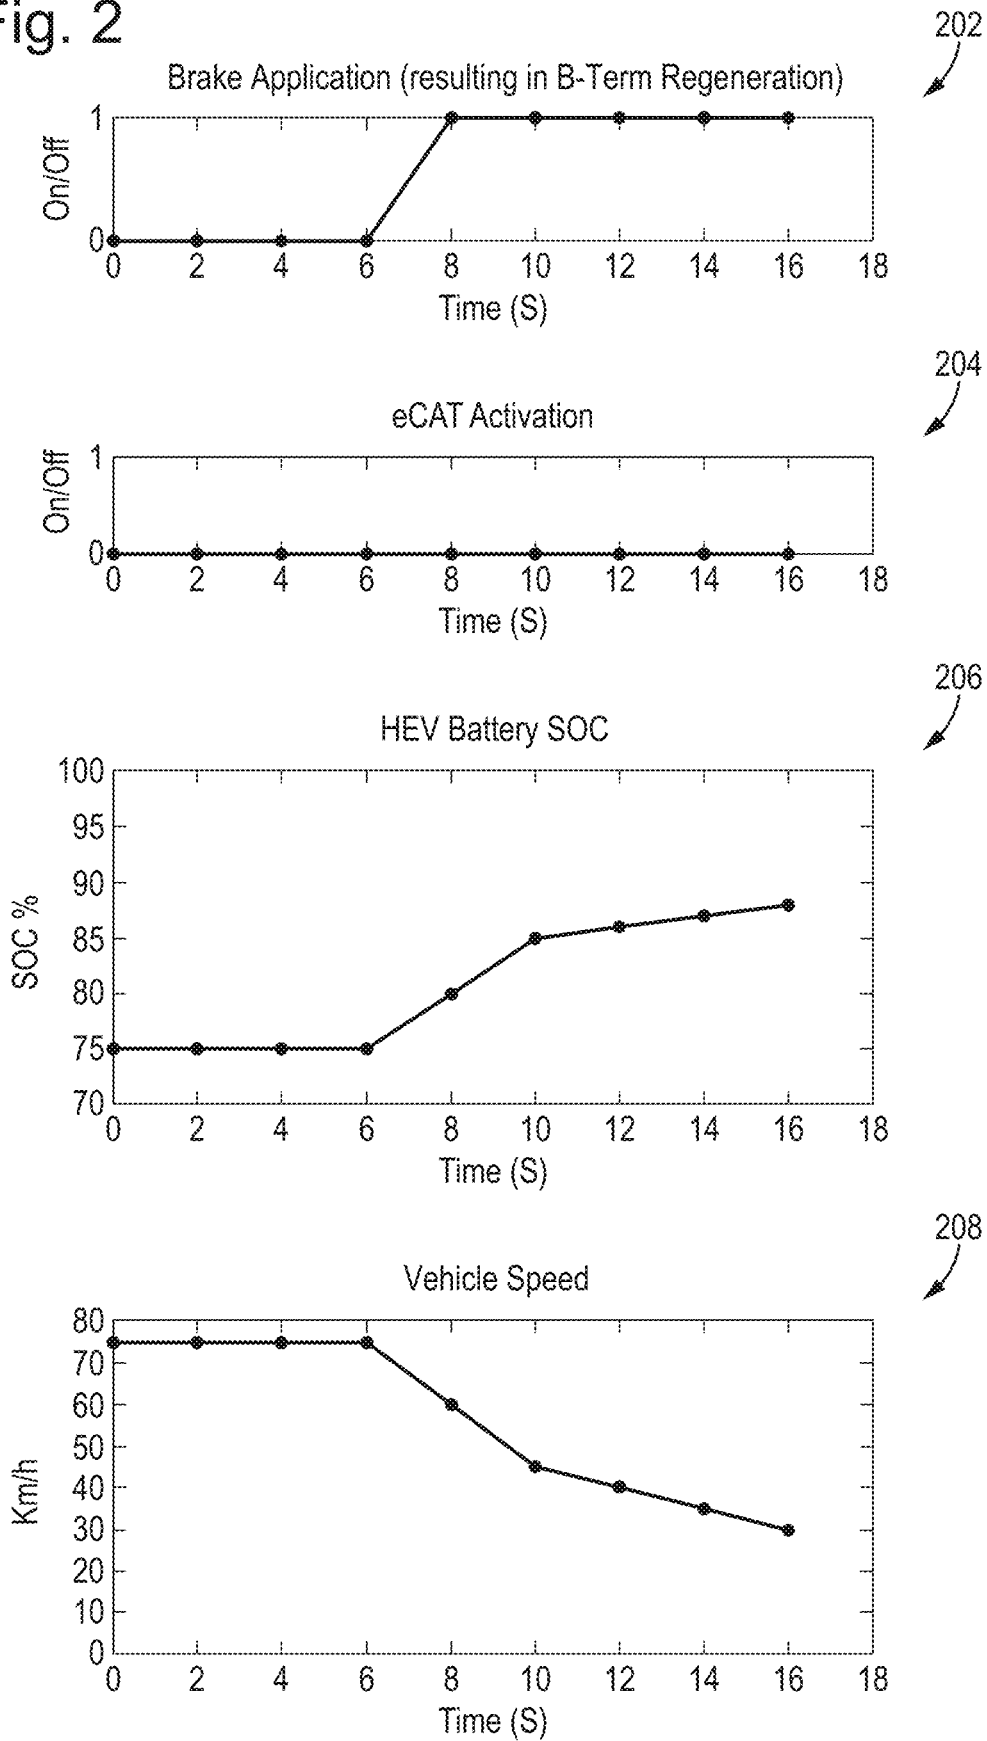 Fig. 2
202
Brake Application (resulting in B-Term Regeneration)
On/Off
1
0
0 2 4 6 8 10 12 14 16 18
Time (S)
204
eCAT Activation
On/Off
1
0
0 2 4 6 8 10 12 14 16 18
Time (S)
206
HEV Battery SOC
SOC %
100
95
90
85
80
75
70
0 2 4 6 8 10 12 14 16 18
Time (S)
208
Vehicle Speed
Km/h
80
70
60
50
40
30
20
10
0
0 2 4 6 8 10 12 14 16 18
Time (S)